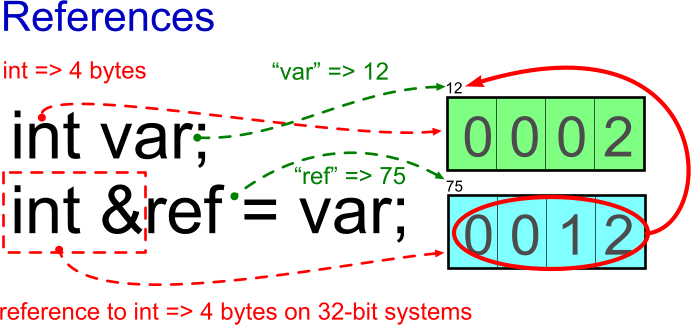 References
int => 4 bytes
“var” => 12
12
int var;
0 0 0 2
“ref” => 75
75
int &ref = var;
0 0 1 2
reference to int => 4 bytes on 32-bit systems